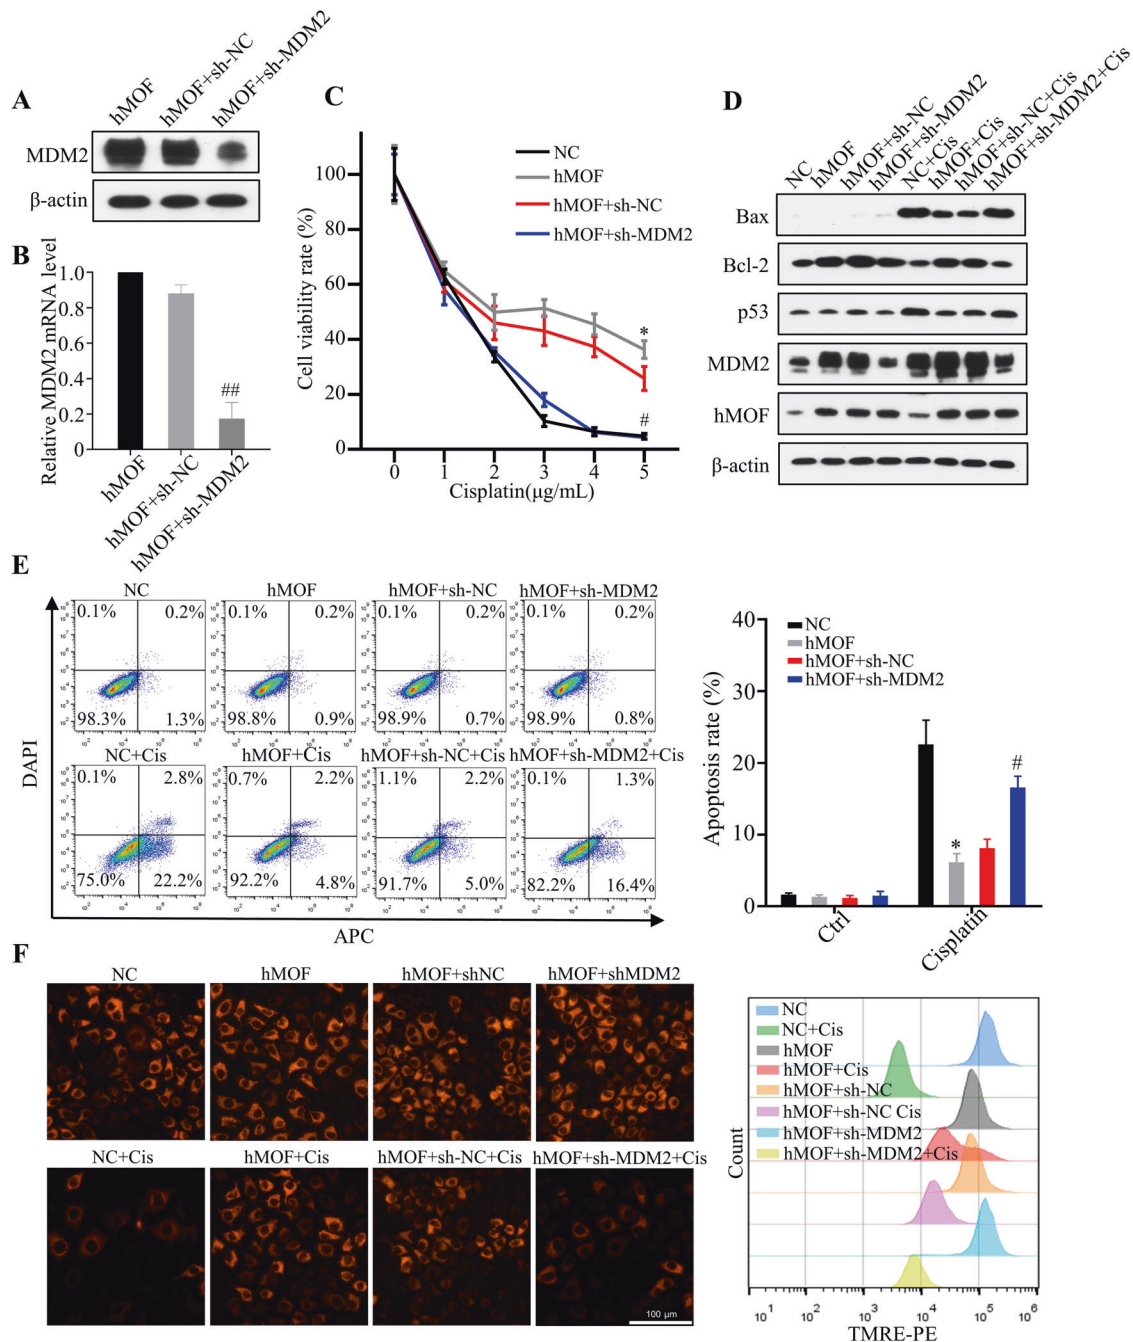 A
hMOF
hMOF+sh-NC
hMOF+sh-MDM2
MDM2
β-actin
B
Relative MDM2 mRNA level
1.0
0.8
0.6
0.4
0.2
0
##
hMOF
hMOF+sh-NC
hMOF+sh-MDM2
C
Cell viability rate (%)
100
80
60
40
20
0
NC
hMOF
hMOF+sh-NC
hMOF+sh-MDM2
*
#
0 1 2 3 4 5
Cisplatin(μg/mL)
D
NC
hMOF
hMOF+sh-NC
hMOF+sh-MDM2
NC+Cis
hMOF+Cis
hMOF+sh-NC+Cis
hMOF+sh-MDM2+Cis
Bax
Bcl-2
p53
MDM2
hMOF
β-actin
E
NC hMOF hMOF+sh-NC hMOF+sh-MDM2
0.1% 0.2% 0.1% 0.2% 0.1% 0.2% 0.1% 0.2%
98.3% 1.3% 98.8% 0.9% 98.9% 0.7% 98.9% 0.8%
NC+Cis hMOF+Cis hMOF+sh-NC+Cis hMOF+sh-MDM2+Cis
0.1% 2.8% 0.7% 2.2% 1.1% 2.2% 0.1% 1.3%
75.0% 22.2% 92.2% 4.8% 91.7% 5.0% 82.2% 16.4%
DAPI
APC
Apoptosis rate (%)
40
30
20
10
0
NC
hMOF
hMOF+sh-NC
hMOF+sh-MDM2
*
#
Ctrl
Cisplatin
F
NC hMOF hMOF+shNC hMOF+shMDM2
NC+Cis hMOF+Cis hMOF+sh-NC+Cis hMOF+sh-MDM2+Cis
100 μm
Count
NC
NC+Cis
hMOF
hMOF+Cis
hMOF+sh-NC
hMOF+sh-NC Cis
hMOF+sh-MDM2
hMOF+sh-MDM2+Cis
10¹ 10² 10³ 10⁴ 10⁵ 10⁶
TMRE-PE